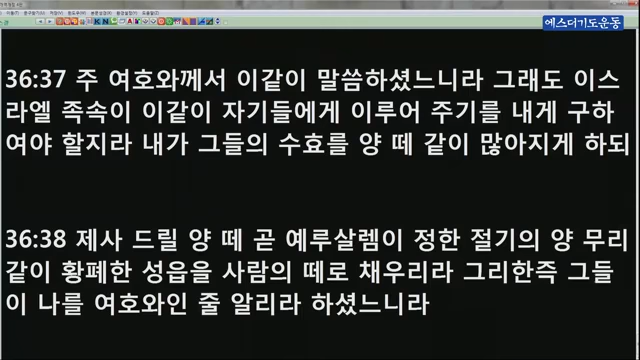 에스더기도운동
36:37 주 여호와께서 이같이 말씀하셨느니라 그래도 이스
라엘 족속이 이같이 자기들에게 이루어 주기를 내게 구하
여야 할지라 내가 그들의 수효를 양 떼 같이 많아지게 하되
36:38 제사 드릴 양 떼 곧 예루살렘이 정한 절기의 양 무리
같이 황폐한 성읍을 사람의 떼로 채우리라 그리한즉 그들
이 나를 여호와인 줄 알리라 하셨느니라